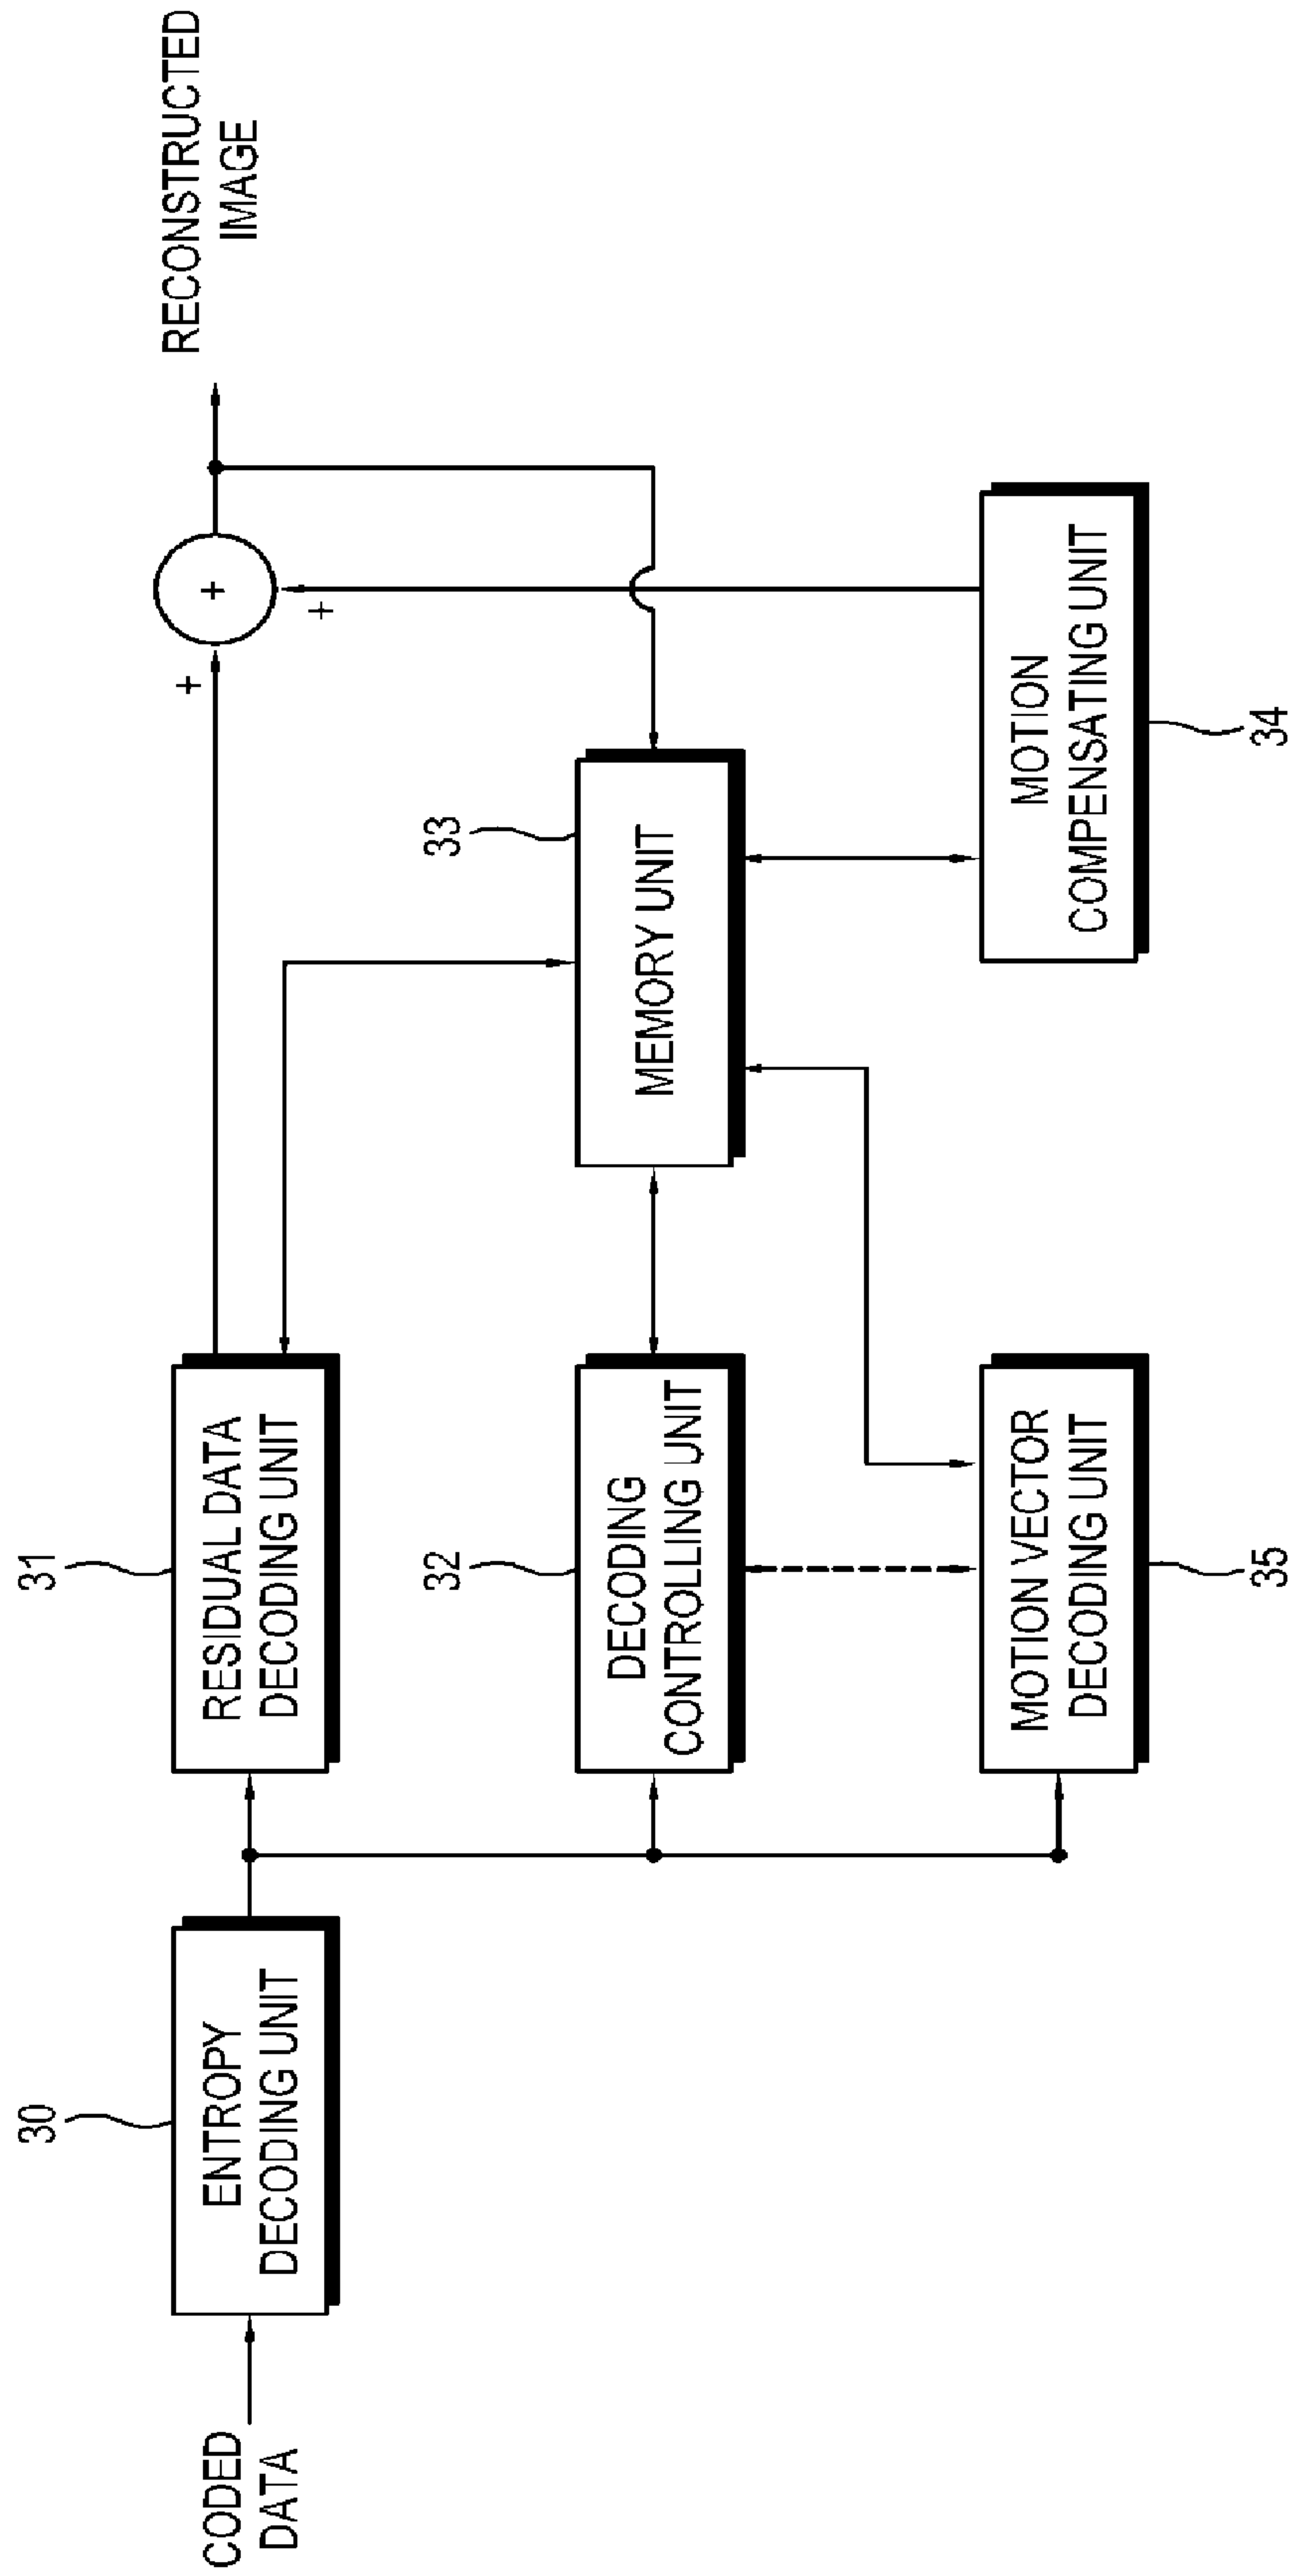 CODED
DATA
30
ENTROPY
DECODING UNIT
31
RESIDUAL DATA
DECODING UNIT
32
DECODING
CONTROLLING UNIT
MOTION VECTOR
DECODING UNIT
35
33
MEMORY UNIT
MOTION
COMPENSATING UNIT
34
+
+
+
RECONSTRUCTED
IMAGE